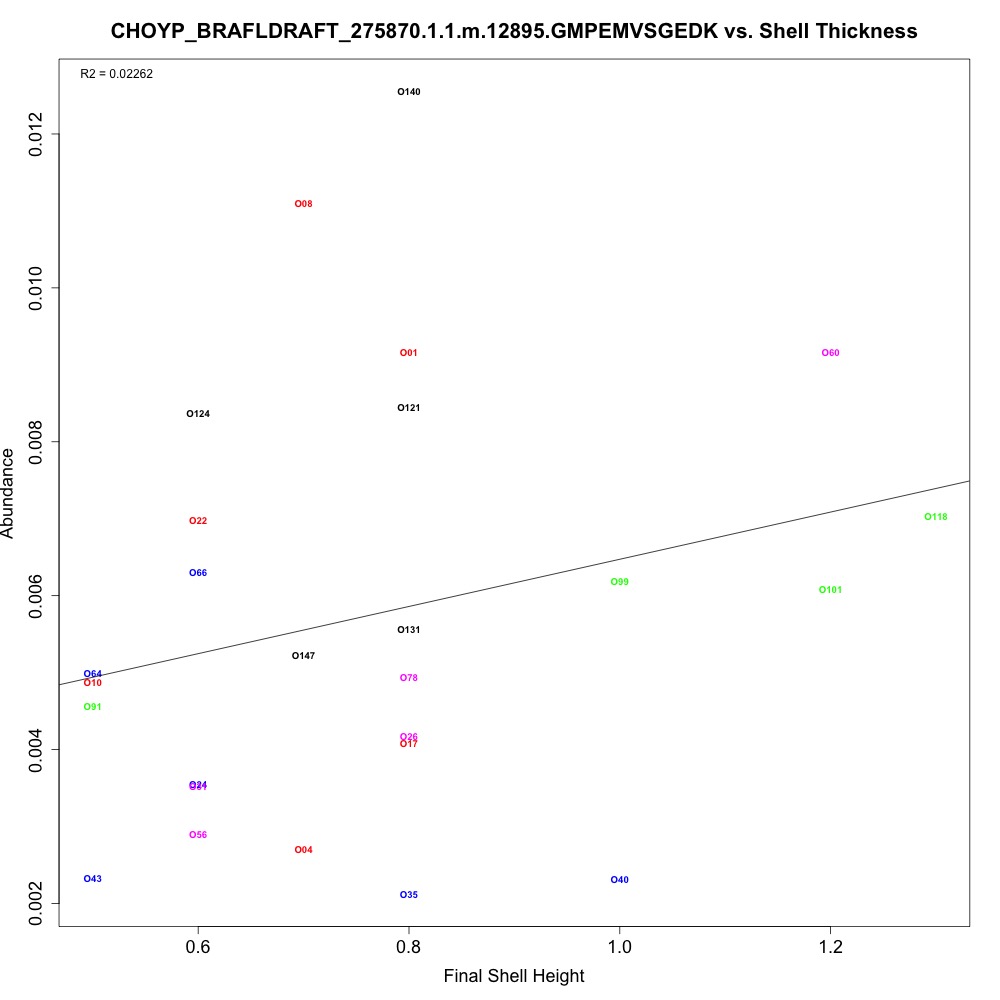 CHOYP_BRAFLDRAFT_275870.1.1.m.12895.GMPEMVSGEDK vs. Shell Thickness
R2 = 0.02262
O140
0.012
O08
0.010
O01
O60
O124
O121
0.008
Abundance
O22
O118
O66
O99
O101
0.006
O131
O147
O64
O78
O10
O91
O26
O17
0.004
O24
O56
O04
O43
O40
O35
0.002
0.6
0.8
1.0
1.2
Final Shell Height